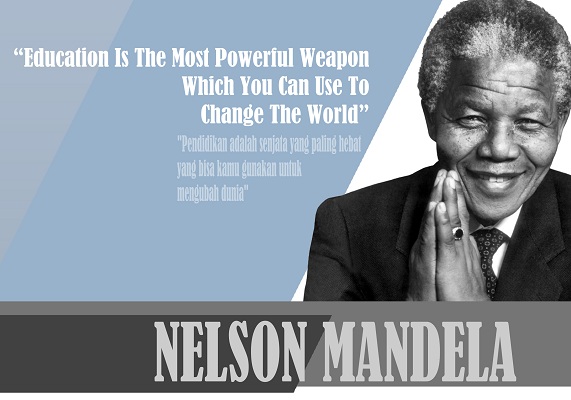 “Education Is The Most Powerful Weapon
Which You Can Use To
Change The World”
"Pendidikan adatah senjata yang paling hebat
yang bisa kamu gunakan untuk
mengubah dunia"
NELSON MANDELA